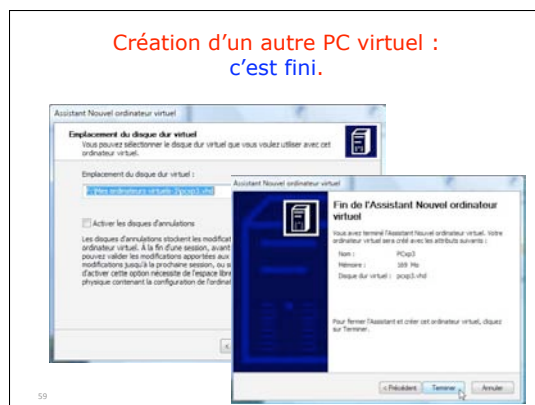 Création d'un autre PC virtuel :
c'est fini.
Assistant Nouvel ordinateur virtuel
Emplacement du disque dur virtuel
Vous pouvez sélectionner le disque dur virtuel que vous voulez utiliser avec cet
ordinateur virtuel.
Emplacement du disque dur virtuel :
ordinateurs virtuels 2\pcxp3.vhd
Activer les disques d'annulations
Les disques d'annulations stockent les modificat
ordinateur virtuel. À la fin d'une session, avant
pouvez valider les modifications apportées aux
modifications jusqu'à la prochaine session, ou s
d'activer cette option nécessite de l'espace libre
physique contenant la configuration de l'ordinat
<
Assistant Nouvel ordinateur virtuel
Fin de l'Assistant Nouvel ordinateur
virtuel
Vous avez terminé l'Assistant Nouvel ordinateur virtuel. Votre
ordinateur virtuel sera créé avec les attributs suivants :
Nom : PCxp3
Mémoire : 169 Mo
Disque dur virtuel : pcxp3.vhd
Pour fermer l'Assistant et créer cet ordinateur virtuel, cliquez
sur Terminer.
< Précédent Terminer Annuler
59